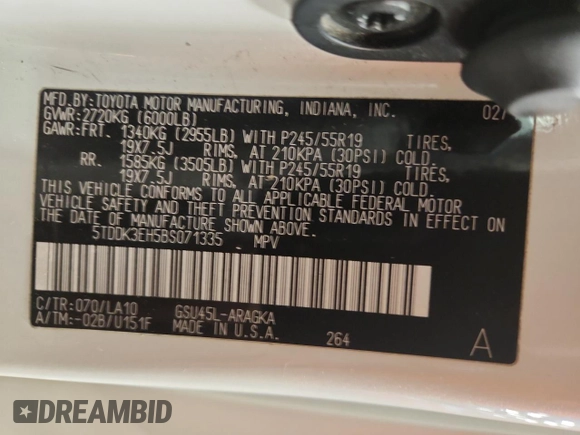 MFD.BY:TOYOTA MOTOR MANUFACTURING, INDIANA, INC. 02/
GVWR:2720KG (6000LB)
GAWR:FRT. 1340KG (2955LB) WITH P245/55R19 TIRES,
19X7.5J RIMS, AT 210KPA (30PSI) COLD.
RR. 1585KG (3505LB) WITH P245/55R19 TIRES,
19X7.5J RIMS, AT 210KPA (30PSI) COLD.
THIS VEHICLE CONFORMS TO ALL APPLICABLE FEDERAL MOTOR
VEHICLE SAFETY AND THEFT PREVENTION STANDARDS IN EFFECT ON
THE DATE OF MANUFACTURE SHOWN ABOVE.
5TDDK3EH5BS071335 MPV
C/TR:070/LA10 GSU45L-ARAGKA
A/TM:-02B/U151F MADE IN U.S.A. 264 A
DREAMBID